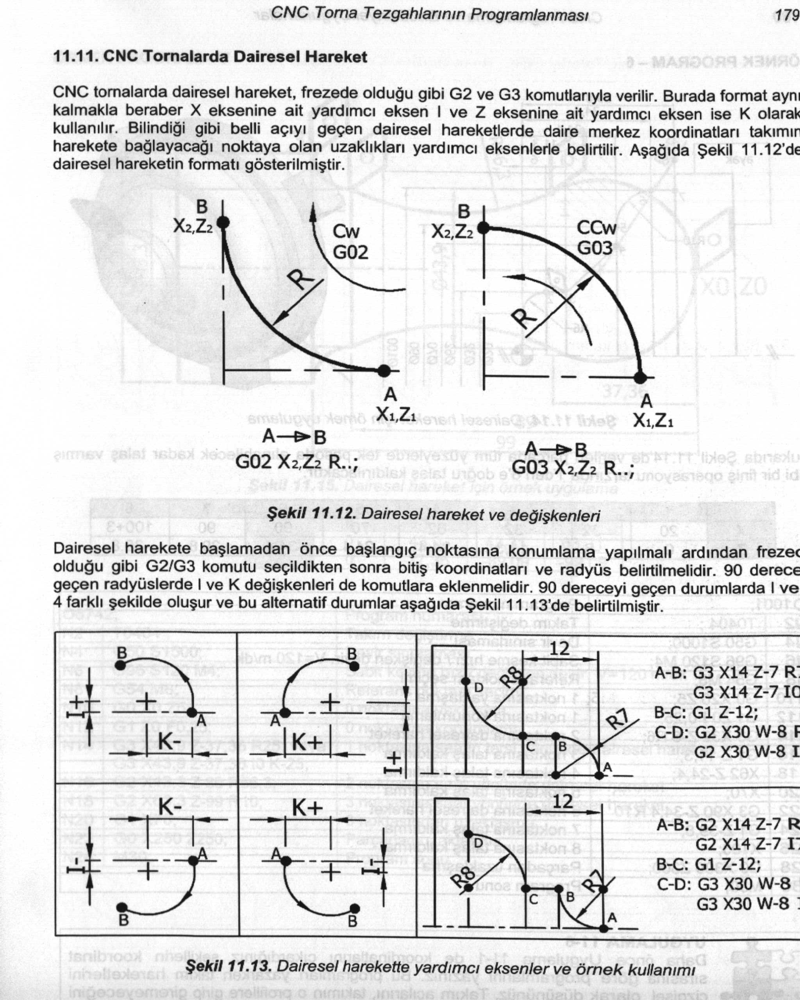 CNC Torna Tezgahlarının Programlanması 179
11.11. CNC Tornalarda Dairesel Hareket
CNC tornalarda dairesel hareket, frezede olduğu gibi G2 ve G3 komutlarıyla verilir. Burada format aynı
kalmakla beraber X eksenine ait yardımcı eksen I ve Z eksenine ait yardımcı eksen ise K olarak
kullanılır. Bilindiği gibi belli açıyı geçen dairesel hareketlerde daire merkez koordinatları takımın
harekete bağlayacağı noktaya olan uzaklıkları yardımcı eksenlerle belirtilir. Aşağıda Şekil 11.12'de
dairesel hareketin formatı gösterilmiştir.
B
X2,Z2
Cw
G02
R
A
X1,Z1
A B
G02 X2,Z2 R..;
B
X2,Z2
CCw
G03
R
A
X1,Z1
A B
G03 X2,Z2 R..;
Şekil 11.12. Dairesel hareket ve değişkenleri
Dairesel harekete başlamadan önce başlangıç noktasına konumlama yapılmalı ardından
olduğu gibi G2/G3 komutu seçildikten sonra bitiş koordinatları ve radyüs belirtilmelidir. 90 derece
geçen radyüslerde I ve K değişkenleri de komutlara eklenmelidir. 90 dereceyi geçen durumlarda I ve
4 farklı şekilde oluşur ve bu alternatif durumlar aşağıda Şekil 11.13'de belirtilmiştir.
B
I+
A
K-
B
A
K+
I+
12
R8
D
R7
C
B
A
A-B: G3 X14 Z-7
G3 X14 Z-7
B-C: G1 Z-12;
C-D: G2 X30 W-8
G2 X30 W-8
K-
A
I-
B
K+
A
I-
B
12
D
R8
R7
C
B
A
A-B: G2 X14 Z-7
G2 X14 Z-7
B-C: G1 Z-12;
C-D: G3 X30 W-8
G3 X30 W-8
Şekil 11.13. Dairesel harekette yardımcı eksenler ve örnek kullanımı